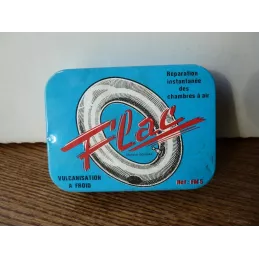 Réparation
instantanée
des
chambres à air
Flac
VULCANISATION
A FROID